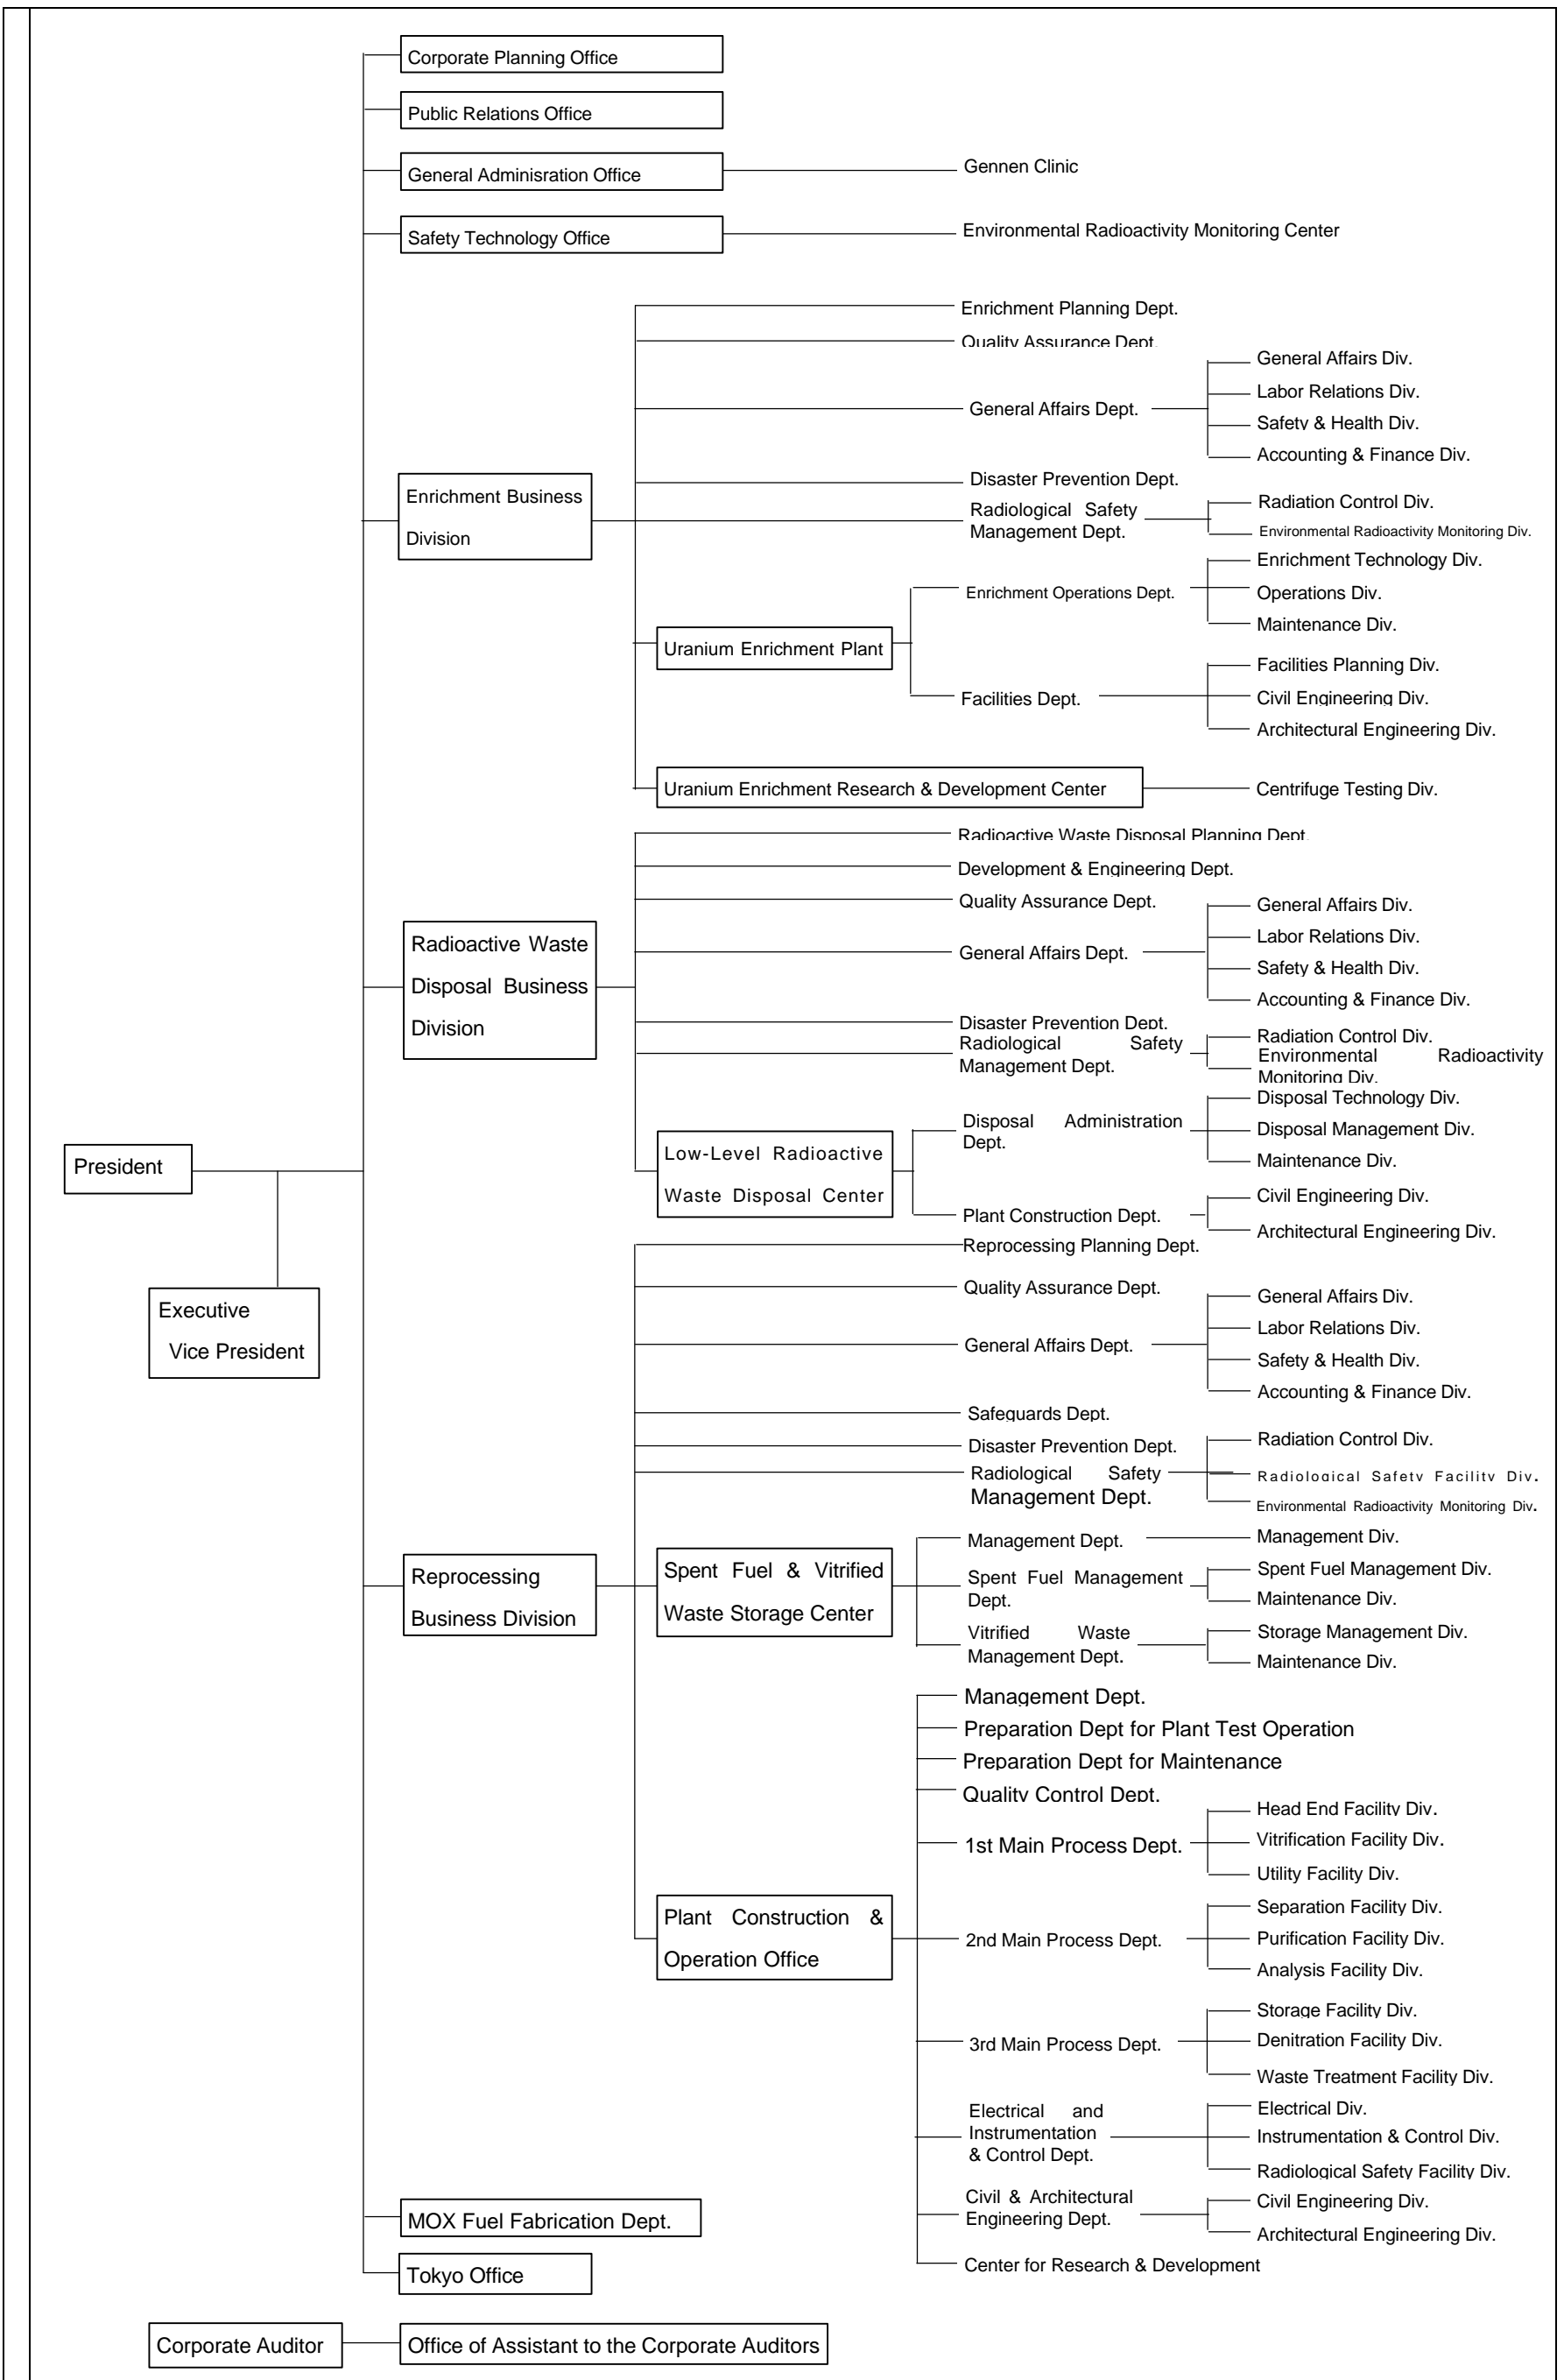 Corporate Planning Office
Public Relations Office
General Adminisration Office
Gennen Clinic
Safety Technology Office
Environmental Radioactivity Monitoring Center
Enrichment Planning Dept.
Quality Assurance Dept.
General Affairs Dept.
General Affairs Div.
Labor Relations Div.
Safety & Health Div.
Accounting & Finance Div.
Enrichment Business
Division
Disaster Prevention Dept.
Radiological Safety
Management Dept.
Radiation Control Div.
Environmental Radioactivity Monitoring Div.
Uranium Enrichment Plant
Enrichment Operations Dept.
Enrichment Technology Div.
Operations Div.
Maintenance Div.
Facilities Dept.
Facilities Planning Div.
Civil Engineering Div.
Architectural Engineering Div.
Uranium Enrichment Research & Development Center
Centrifuge Testing Div.
Radioactive Waste Disposal Planning Dept.
Development & Engineering Dept.
Quality Assurance Dept.
General Affairs Dept.
General Affairs Div.
Labor Relations Div.
Safety & Health Div.
Accounting & Finance Div.
Radioactive Waste
Disposal Business
Division
Disaster Prevention Dept.
Radiological Safety
Management Dept.
Radiation Control Div.
Environmental Radioactivity
Monitoring Div.
Low-Level Radioactive
Waste Disposal Center
Disposal Administration
Dept.
Disposal Technology Div.
Disposal Management Div.
Maintenance Div.
Plant Construction Dept.
Civil Engineering Div.
Architectural Engineering Div.
President
Executive
Vice President
Reprocessing Planning Dept.
Quality Assurance Dept.
General Affairs Dept.
General Affairs Div.
Labor Relations Div.
Safety & Health Div.
Accounting & Finance Div.
Safeguards Dept.
Disaster Prevention Dept.
Radiological Safety
Management Dept.
Radiation Control Div.
Radiological Safety Facility Div.
Environmental Radioactivity Monitoring Div.
Reprocessing
Business Division
Spent Fuel & Vitrified
Waste Storage Center
Management Dept.
Management Div.
Spent Fuel Management
Dept.
Spent Fuel Management Div.
Maintenance Div.
Vitrified Waste
Management Dept.
Storage Management Div.
Maintenance Div.
Plant Construction &
Operation Office
Management Dept.
Preparation Dept for Plant Test Operation
Preparation Dept for Maintenance
Quality Control Dept.
1st Main Process Dept.
Head End Facility Div.
Vitrification Facility Div.
Utility Facility Div.
2nd Main Process Dept.
Separation Facility Div.
Purification Facility Div.
Analysis Facility Div.
3rd Main Process Dept.
Storage Facility Div.
Denitration Facility Div.
Waste Treatment Facility Div.
Electrical and
Instrumentation
& Control Dept.
Electrical Div.
Instrumentation & Control Div.
Radiological Safety Facility Div.
Civil & Architectural
Engineering Dept.
Civil Engineering Div.
Architectural Engineering Div.
Center for Research & Development
MOX Fuel Fabrication Dept.
Tokyo Office
Corporate Auditor
Office of Assistant to the Corporate Auditors